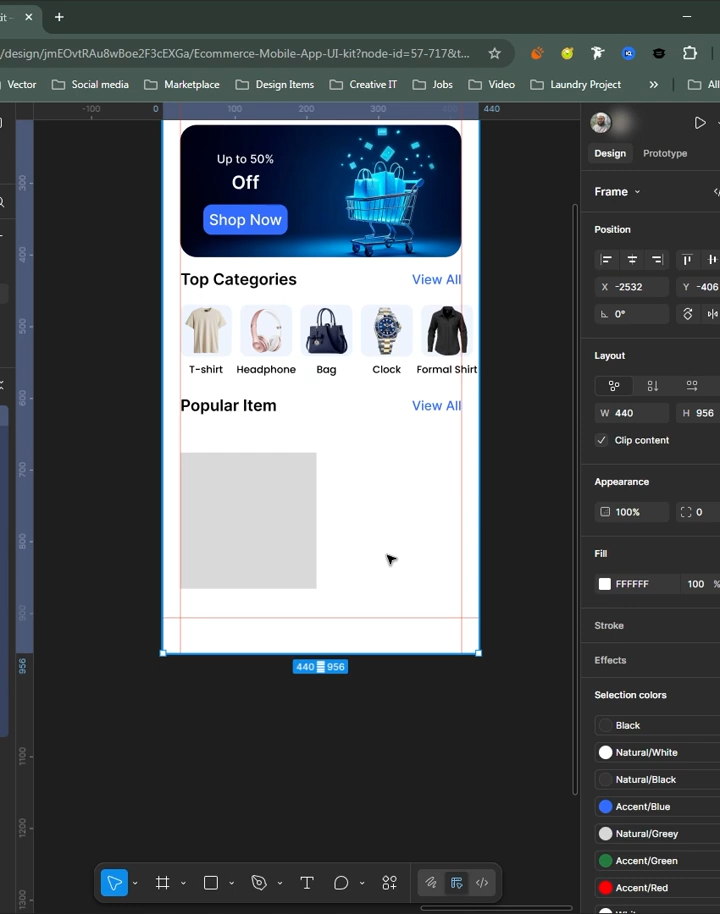 it -
/design/jmEOvtRAu8wBoe2F3cEXGa/Ecommerce-Mobile-App-UI-kit?node-id=57-717&t...
Vector
Social media
Marketplace
Design Items
Creative IT
Jobs
Video
Laundry Project
All
-100
0
100
200
300
440
300
400
500
600
700
800
900
956
1100
1200
1300
Up to 50%
Off
Shop Now
Top Categories
View All
T-shirt
Headphone
Bag
Clock
Formal Shirt
Popular Item
View All
440
956
Design
Prototype
Frame
Position
X -2532
Y -406
0°
Layout
W 440
H 956
Clip content
Appearance
100%
0
Fill
FFFFFF
100 %
Stroke
Effects
Selection colors
Black
Natural/White
Natural/Black
Accent/Blue
Natural/Greey
Accent/Green
Accent/Red